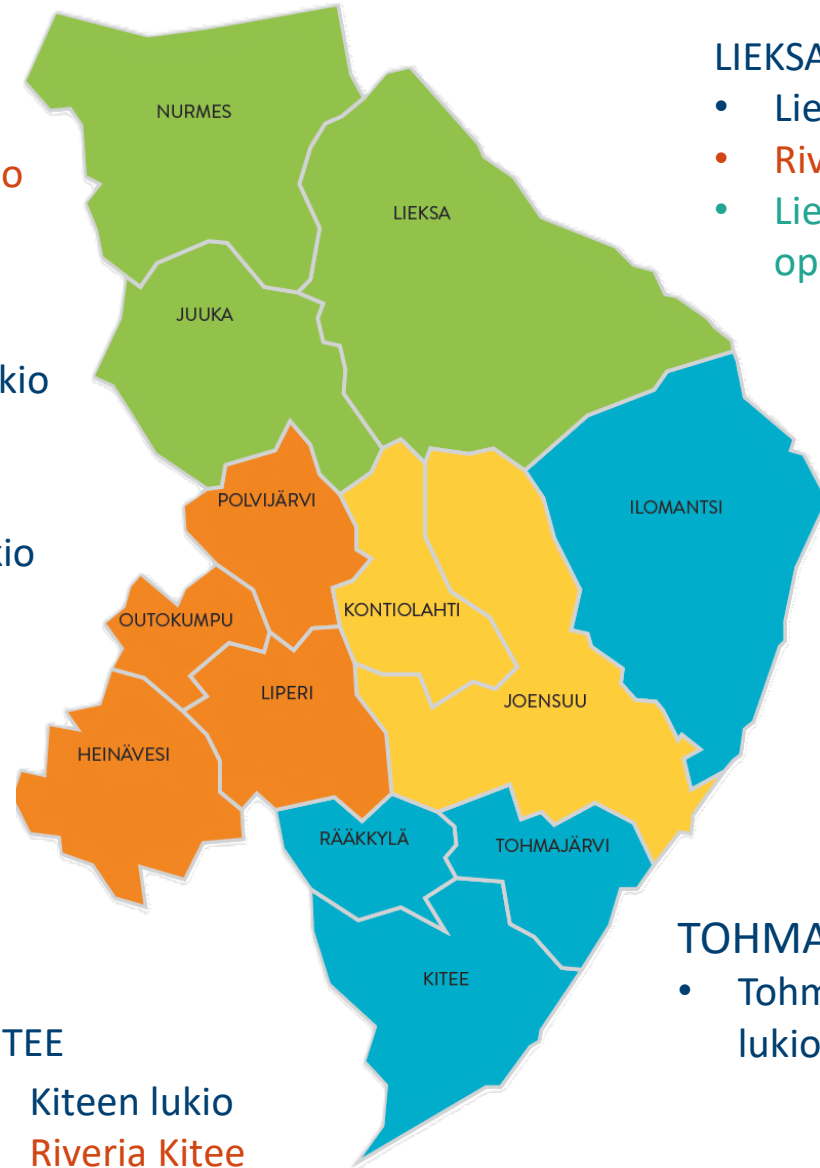 NURMES
LIEKSA
JUUKA
POLVIJÄRVI
ILOMANTSI
OUTOKUMPU
KONTIOLAHTI
LIPERI
JOENSUU
HEINÄVESI
RÄÄKKYLÄ
TOHMAJÄRVI
KITEE
LIEKSA
• Lie
• Riv
• Lie
op
o
kio
kio
TOHMA
• Tohm
lukio
TEE
Kiteen lukio
Riveria Kitee